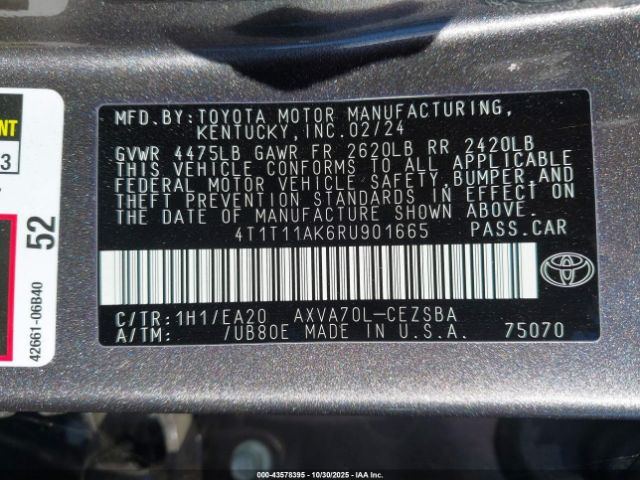 MFD.BY:TOYOTA MOTOR MANUFACTURING,
KENTUCKY,INC.02/24
GVWR 4475LB GAWR FR 2620LB RR 2420LB
THIS VEHICLE CONFORMS TO ALL APPLICABLE
FEDERAL MOTOR VEHICLE SAFETY,BUMPER,AND
THEFT PREVENTION STANDARDS IN EFFECT ON
THE DATE OF MANUFACTURE SHOWN ABOVE.
4T1T11AK6RU901665 PASS.CAR
C/TR:1H1/EA20 AXVA70L-CEZSBA
A/TM: 7UB80E MADE IN U.S.A. 75070
52
42661-06B40
000-43578395 - 10/30/2025 - IAA Inc.